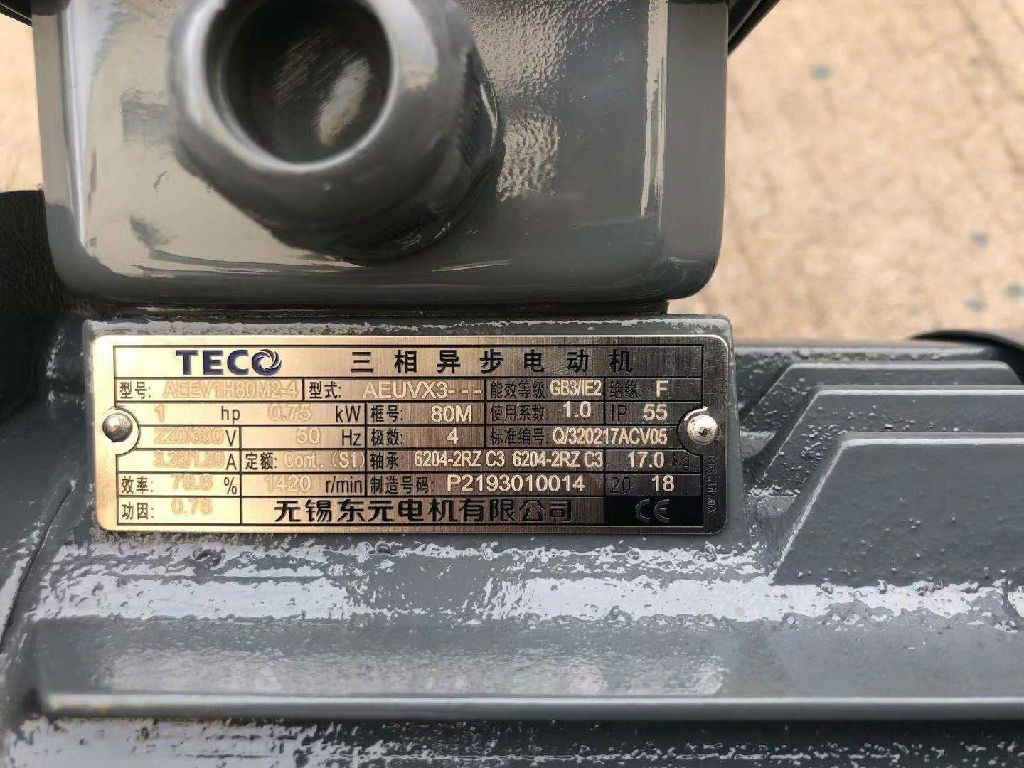 TECO 三相异步电动机
型号: AEEV1H80M2-4 型式: AEUVX3--- 能效等级 GB3/IE2 绝缘 F
1 hp 0.75 kW 框号: 80M 使用系数: 1.0 IP 55
220/380 V 50 Hz 极数: 4 标准编号 Q/320217ACV05
A 定额: Cont. (S1) 轴承: 6204-2RZ C3 6204-2RZ C3 17.0
效率: 79.6 % 1420 r/min 制造号码: P2193010014 20 18
功因: 0.76 无锡东元电机有限公司 CE